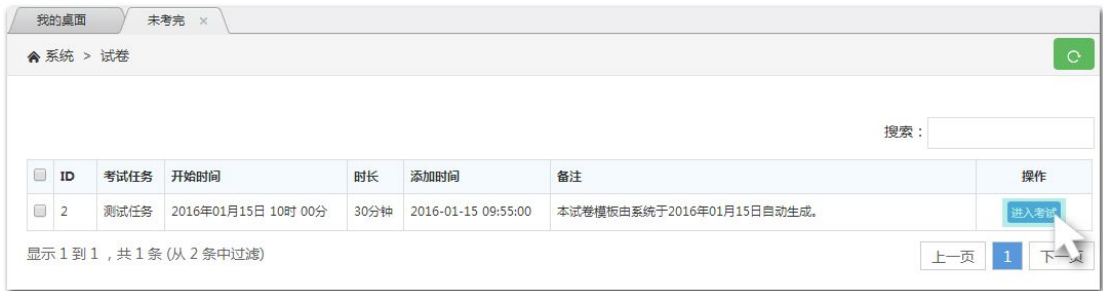 我的桌面 未考完 ×
系统 > 试卷
搜索：
ID 考试任务 开始时间 时长 添加时间 备注 操作
2 测试任务 2016年01月15日 10时 00分 30分钟 2016-01-15 09:55:00 本试卷模板由系统于2016年01月15日自动生成。 进入考试
显示 1 到 1 ，共 1 条 (从 2 条中过滤) 上一页 1 下一页